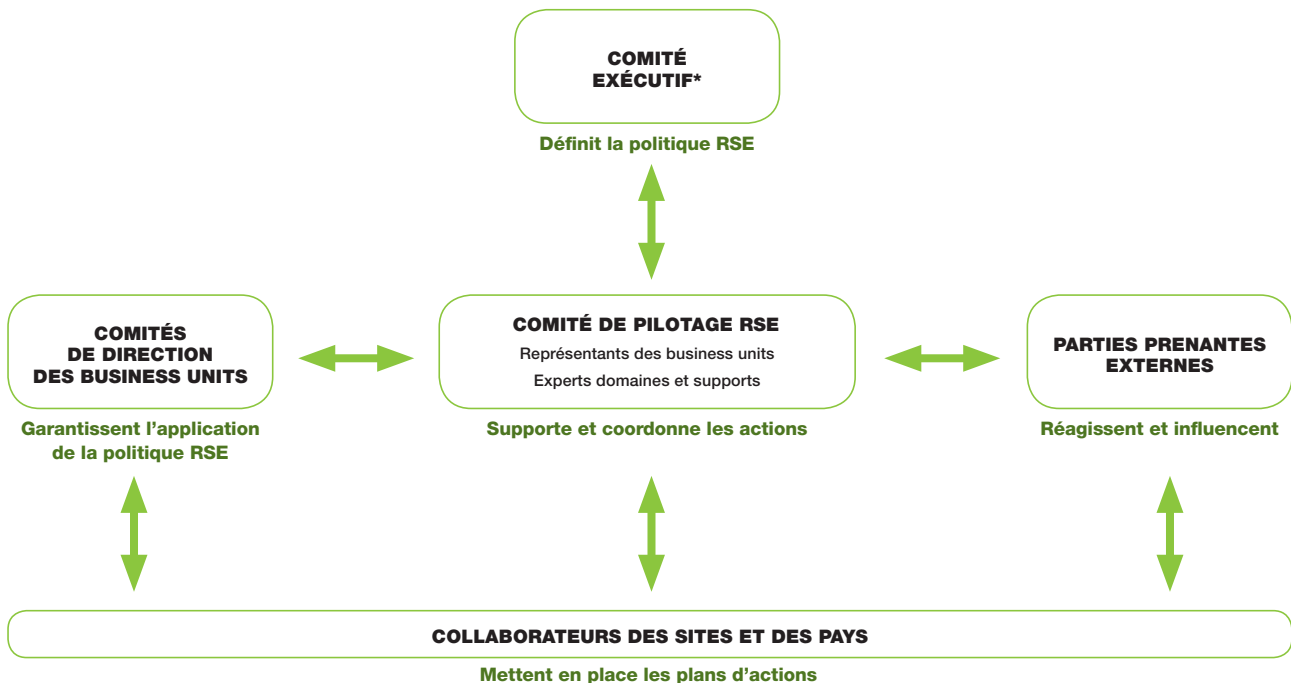 COMITÉ
EXÉCUTIF*
Définit la politique RSE
COMITÉS
DE DIRECTION
DES BUSINESS UNITS
Garantissent l’application
de la politique RSE
COMITÉ DE PILOTAGE RSE
Représentants des business units
Experts domaines et supports
Supporte et coordonne les actions
PARTIES PRENANTES
EXTERNES
Réagissent et influencent
COLLABORATEURS DES SITES ET DES PAYS
Mettent en place les plans d’actions